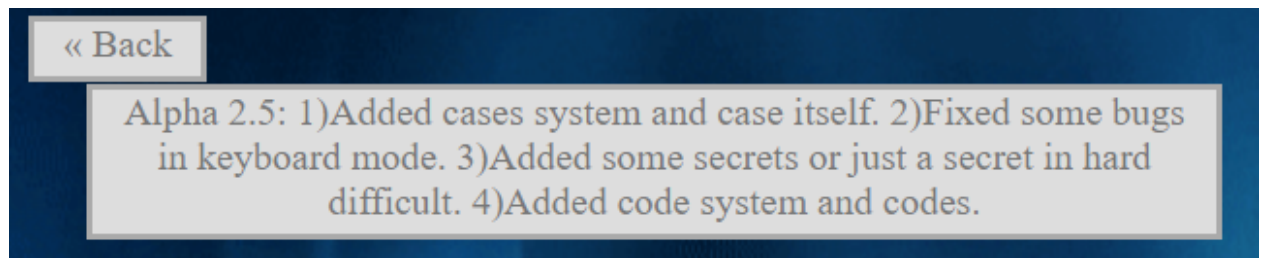 « Back
Alpha 2.5: 1)Added cases system and case itself. 2)Fixed some bugs
in keyboard mode. 3)Added some secrets or just a secret in hard
difficult. 4)Added code system and codes.